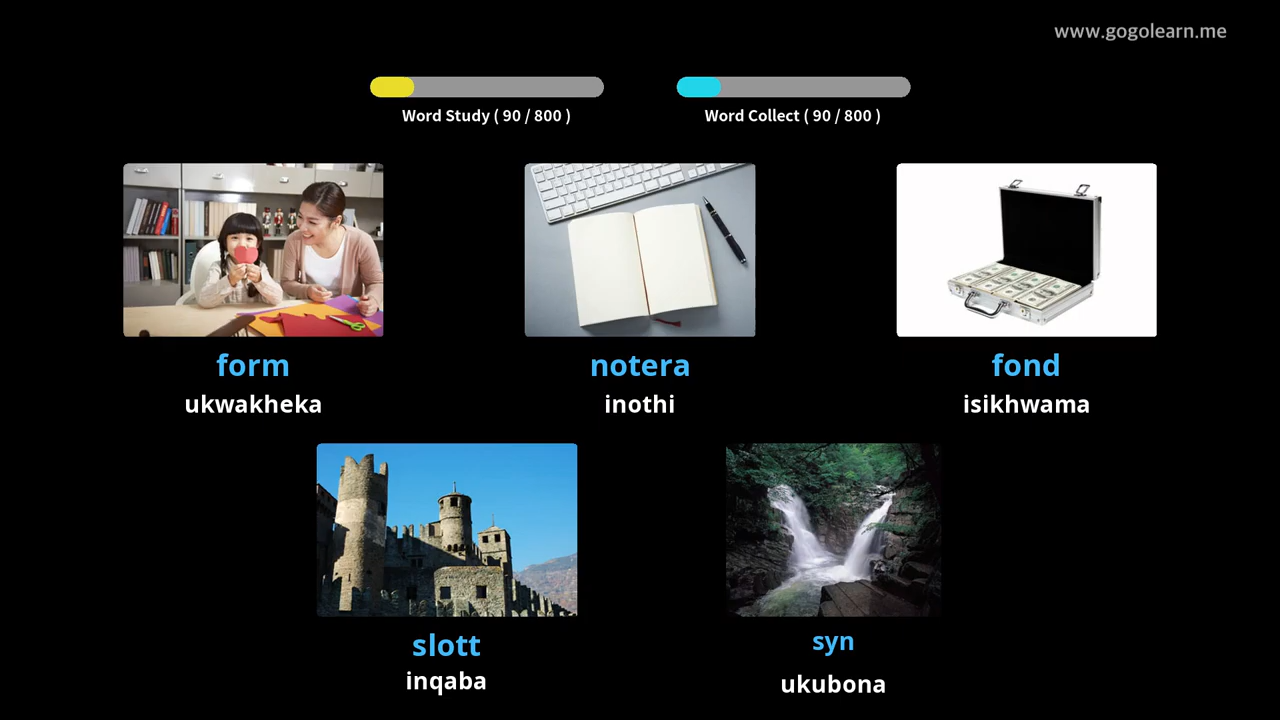 www.gogolearn.me
Word Study ( 90 / 800 )
Word Collect ( 90 / 800 )
form
ukwakheka
notera
inothi
fond
isikhwama
slott
inqaba
syn
ukubona